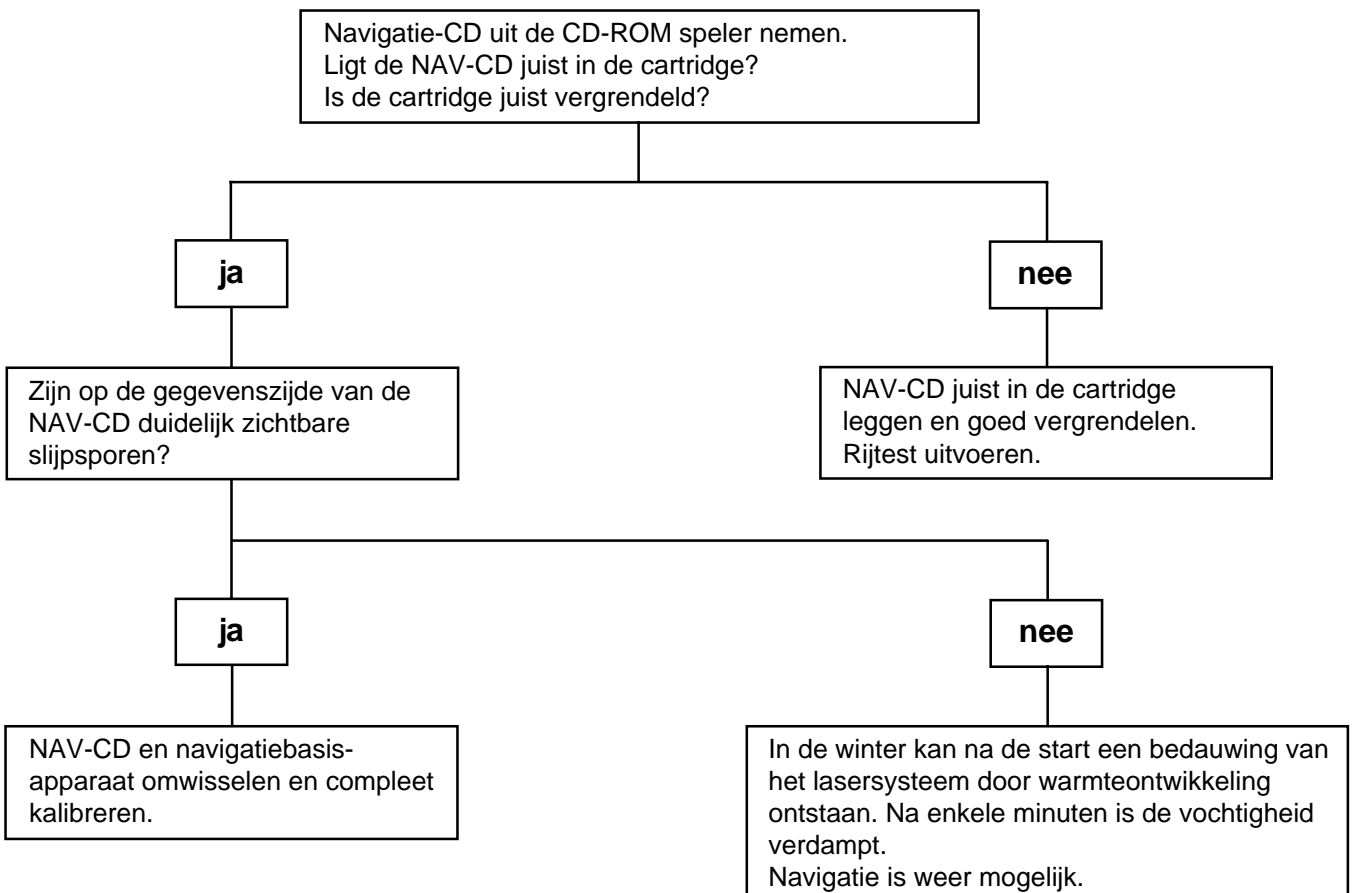 Navigatie-CD uit de CD-ROM speler nemen.
Ligt de NAV-CD juist in de cartridge?
Is de cartridge juist vergrendeld?
ja
nee
Zijn op de gegevenszijde van de
NAV-CD duidelijk zichtbare
slijpsporen?
NAV-CD juist in de cartridge
leggen en goed vergrendelen.
Rijtest uitvoeren.
ja
nee
NAV-CD en navigatiebasis-
apparaat omwisselen en compleet
kalibreren.
In de winter kan na de start een bedauwing van
het lasersysteem door warmteontwikkeling
ontstaan. Na enkele minuten is de vochtigheid
verdampt.
Navigatie is weer mogelijk.